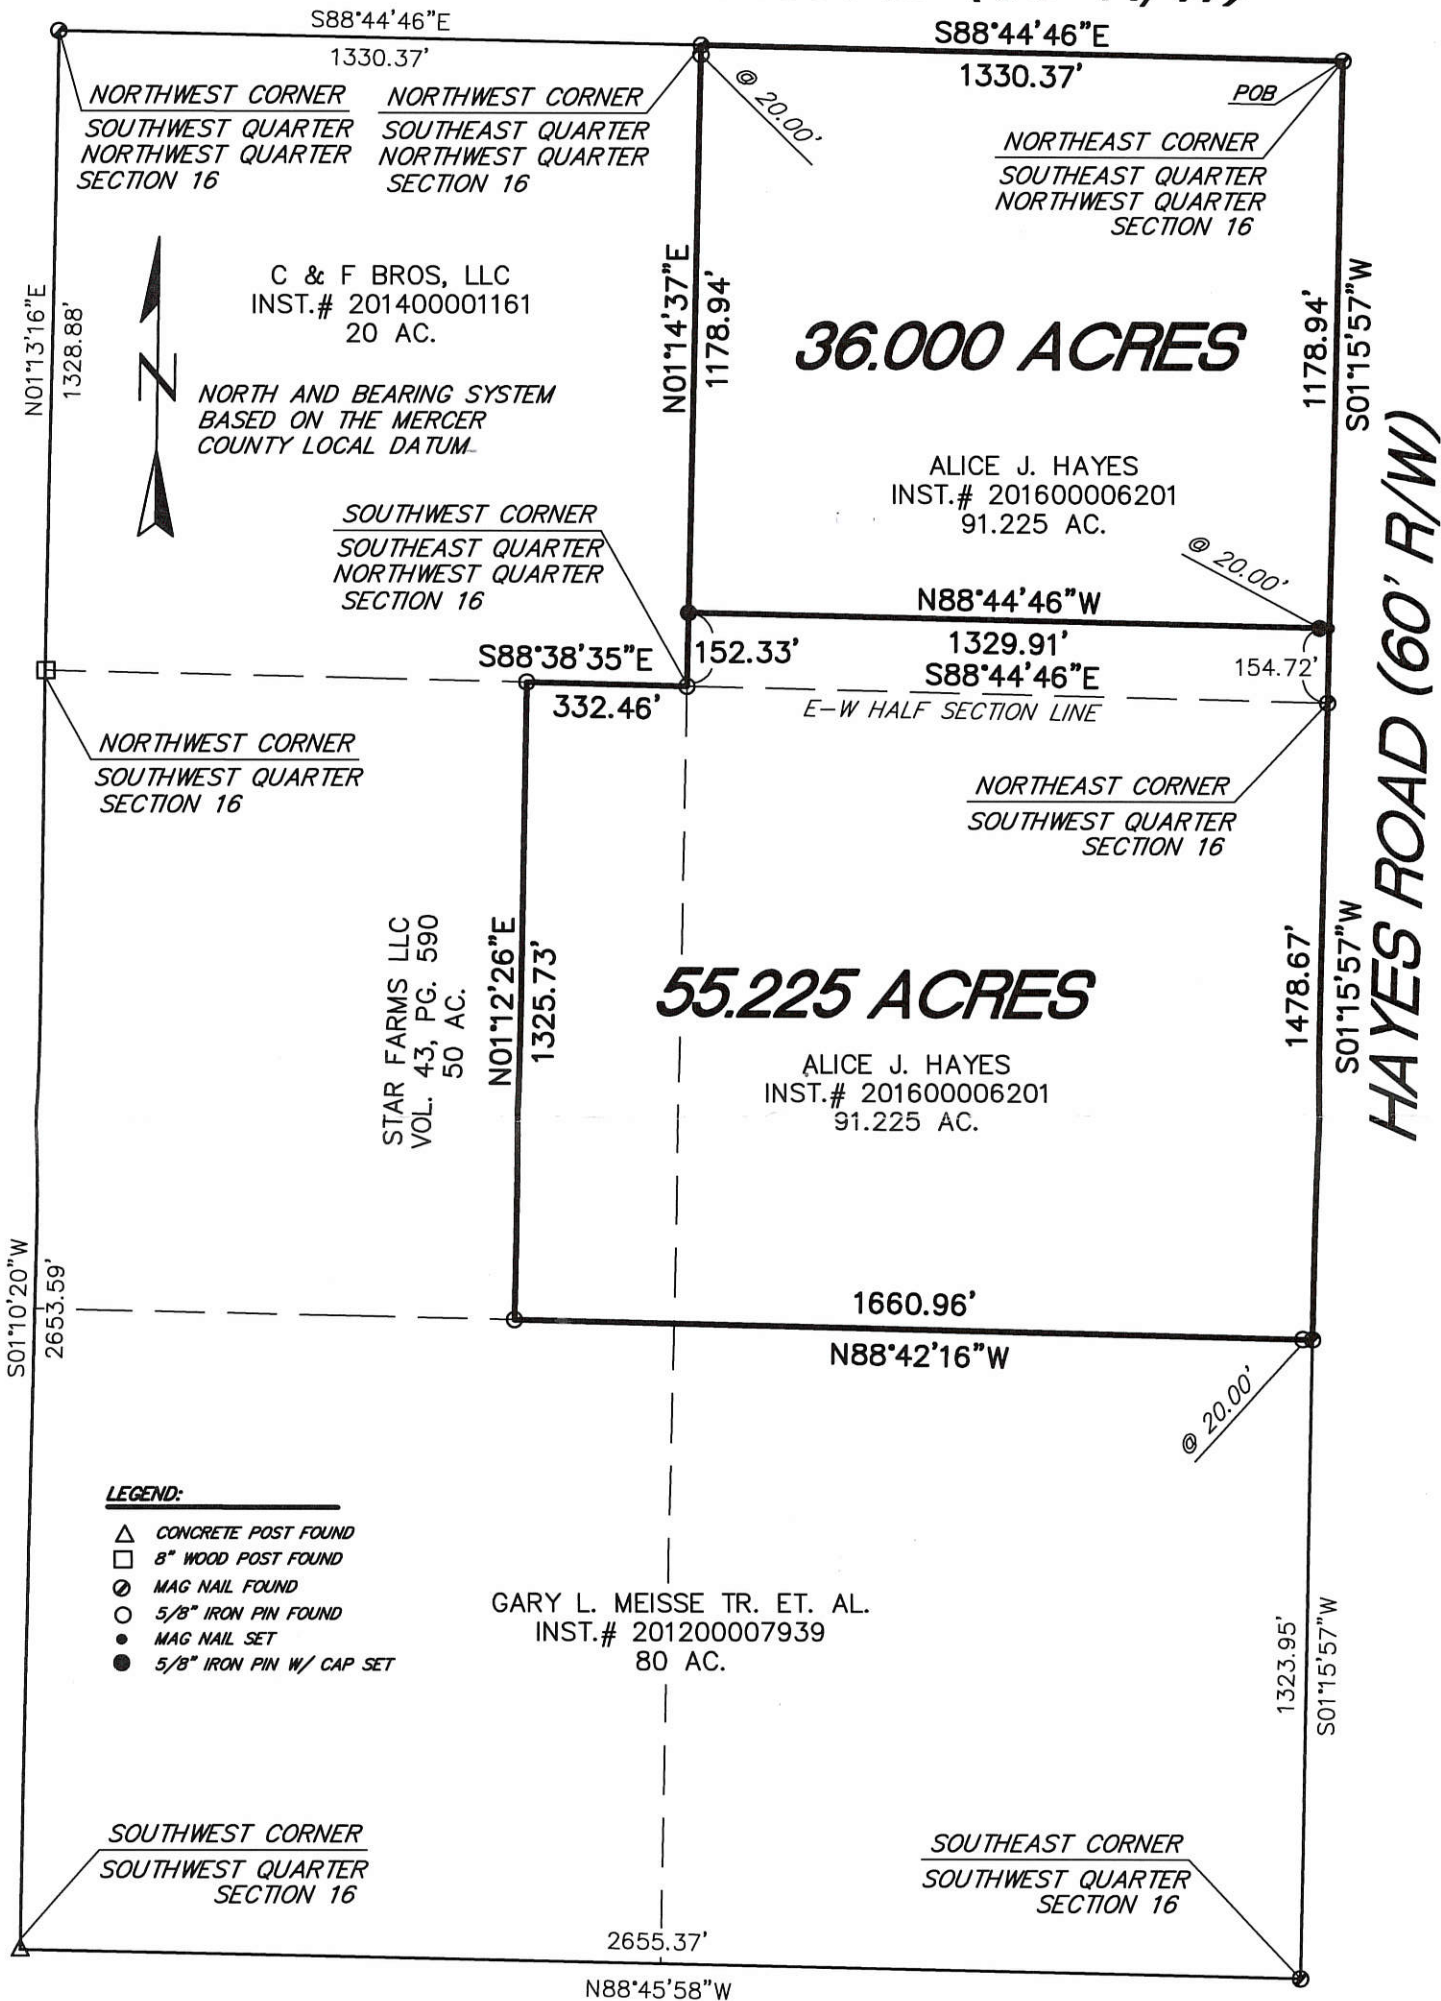 S88°44'46"E
1330.37'
S88°44'46"E
1330.37'
@ 20.00'
POB
NORTHWEST CORNER
SOUTHWEST QUARTER
NORTHWEST QUARTER
SECTION 16
NORTHWEST CORNER
SOUTHEAST QUARTER
NORTHWEST QUARTER
SECTION 16
NORTHEAST CORNER
SOUTHEAST QUARTER
NORTHWEST QUARTER
SECTION 16
N01°13'16"E
1328.88'
C & F BROS, LLC
INST.# 201400001161
20 AC.
N
NORTH AND BEARING SYSTEM
BASED ON THE MERCER
COUNTY LOCAL DATUM
N01°14'37"E
1178.94'
36.000 ACRES
1178.94'
S01°15'57"W
ALICE J. HAYES
INST.# 201600006201
91.225 AC.
HAYES ROAD (60' R/W)
SOUTHWEST CORNER
SOUTHEAST QUARTER
NORTHWEST QUARTER
SECTION 16
@ 20.00'
N88°44'46"W
1329.91'
152.33'
154.72'
S88°38'35"E
332.46'
S88°44'46"E
E-W HALF SECTION LINE
NORTHWEST CORNER
SOUTHWEST QUARTER
SECTION 16
NORTHEAST CORNER
SOUTHWEST QUARTER
SECTION 16
STAR FARMS LLC
VOL. 43, PG. 590
50 AC.
N01°12'26"E
1325.73'
55.225 ACRES
ALICE J. HAYES
INST.# 201600006201
91.225 AC.
1478.67'
S01°15'57"W
S01°10'20"W
2653.59'
1660.96'
N88°42'16"W
@ 20.00'
LEGEND:
CONCRETE POST FOUND
8" WOOD POST FOUND
MAG NAIL FOUND
5/8" IRON PIN FOUND
MAG NAIL SET
5/8" IRON PIN W/ CAP SET
GARY L. MEISSE TR. ET. AL.
INST.# 201200007939
80 AC.
1323.95'
S01°15'57"W
SOUTHWEST CORNER
SOUTHWEST QUARTER
SECTION 16
SOUTHEAST CORNER
SOUTHWEST QUARTER
SECTION 16
2655.37'
N88°45'58"W